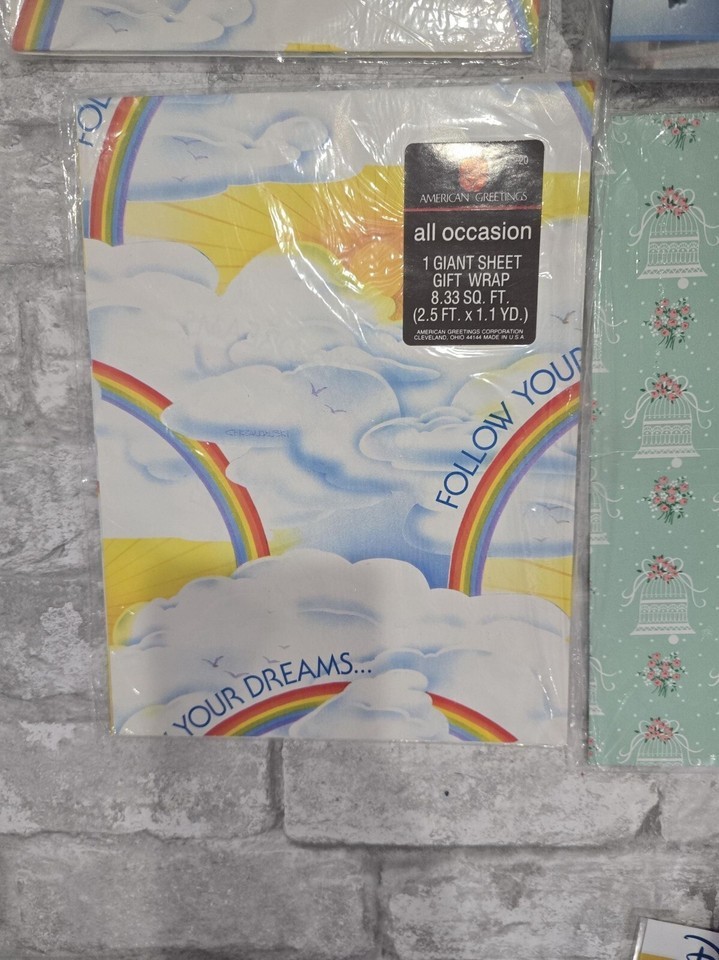 FOL
AMERICAN GREETINGS
all occasion
1 GIANT SHEET
GIFT WRAP
8.33 SQ. FT.
(2.5 FT. x 1.1 YD.)
AMERICAN GREETINGS CORPORATION
CLEVELAND, OHIO 44144 MADE IN U.S.A
FOLLOW YOUR
YOUR DREAMS...